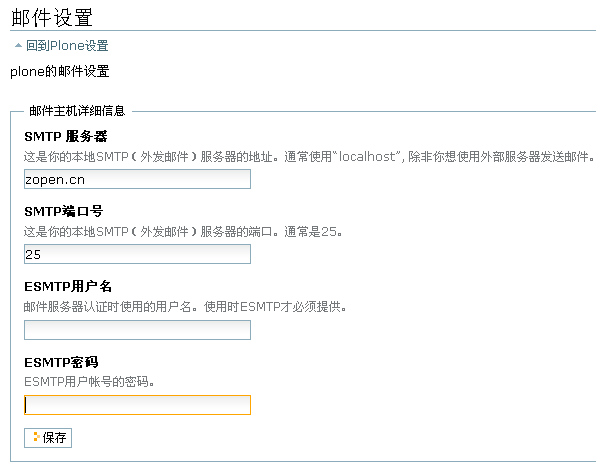 邮件设置
回到Plone设置
plone的邮件设置
邮件主机详细信息
SMTP 服务器
这是你的本地SMTP（外发邮件）服务器的地址。通常使用“localhost”, 除非你想使用外部服务器发送邮件。
zopen.cn
SMTP端口号
这是你的本地SMTP（外发邮件）服务器的端口。通常是25。
25
ESMTP用户名
邮件服务器认证时使用的用户名。使用时ESMTP才必须提供。
ESMTP密码
ESMTP用户帐号的密码。
保存